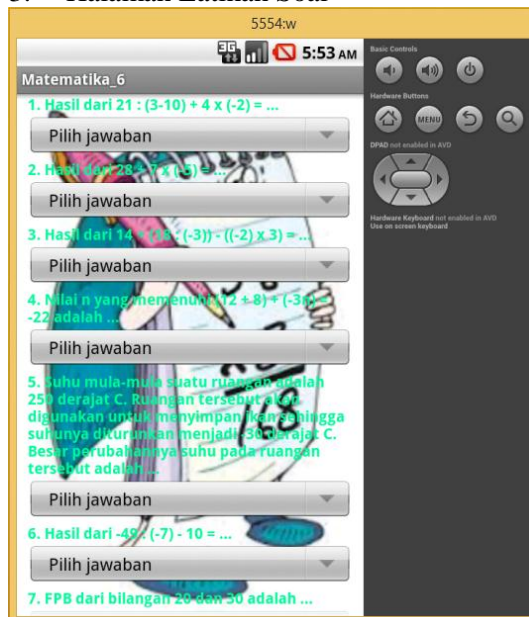 5554:w
5:53 AM
Matematika_6
1. Hasil dari 21 : (3-10) + 4 x (-2) = ...
Pilih jawaban
2. Hasil dari 28 + 7 x (-5) = ...
Pilih jawaban
3. Hasil dari 14 + (18 : (-3)) - ((-2) x 3) = ...
Pilih jawaban
4. Nilai n yang memenuhi (12 + 8) + (-3n) =
-22 adalah ...
Pilih jawaban
5. Suhu mula-mula suatu ruangan adalah
250 derajat C. Ruangan tersebut akan
digunakan untuk menyimpan ikan sehingga
suhunya diturunkan menjadi -30 derajat C.
Besar perubahannya suhu pada ruangan
tersebut adalah ...
Pilih jawaban
6. Hasil dari -49 : (-7) - 10 = ...
Pilih jawaban
7. FPB dari bilangan 20 dan 30 adalah ...
Basic Controls
Hardware Buttons
MENU
DPAD not enabled in AVD
Hardware Keyboard not enabled in AVD
Use on screen keyboard